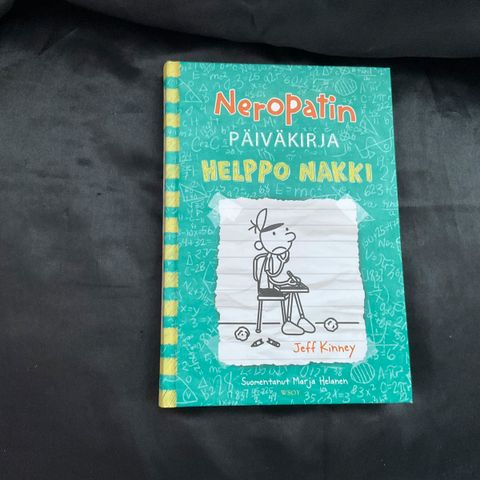 Neropatin
PÄIVÄKIRJA
HELPPO NAKKI
Jeff Kinney
Suomentanut Marja Helanen
WSOY